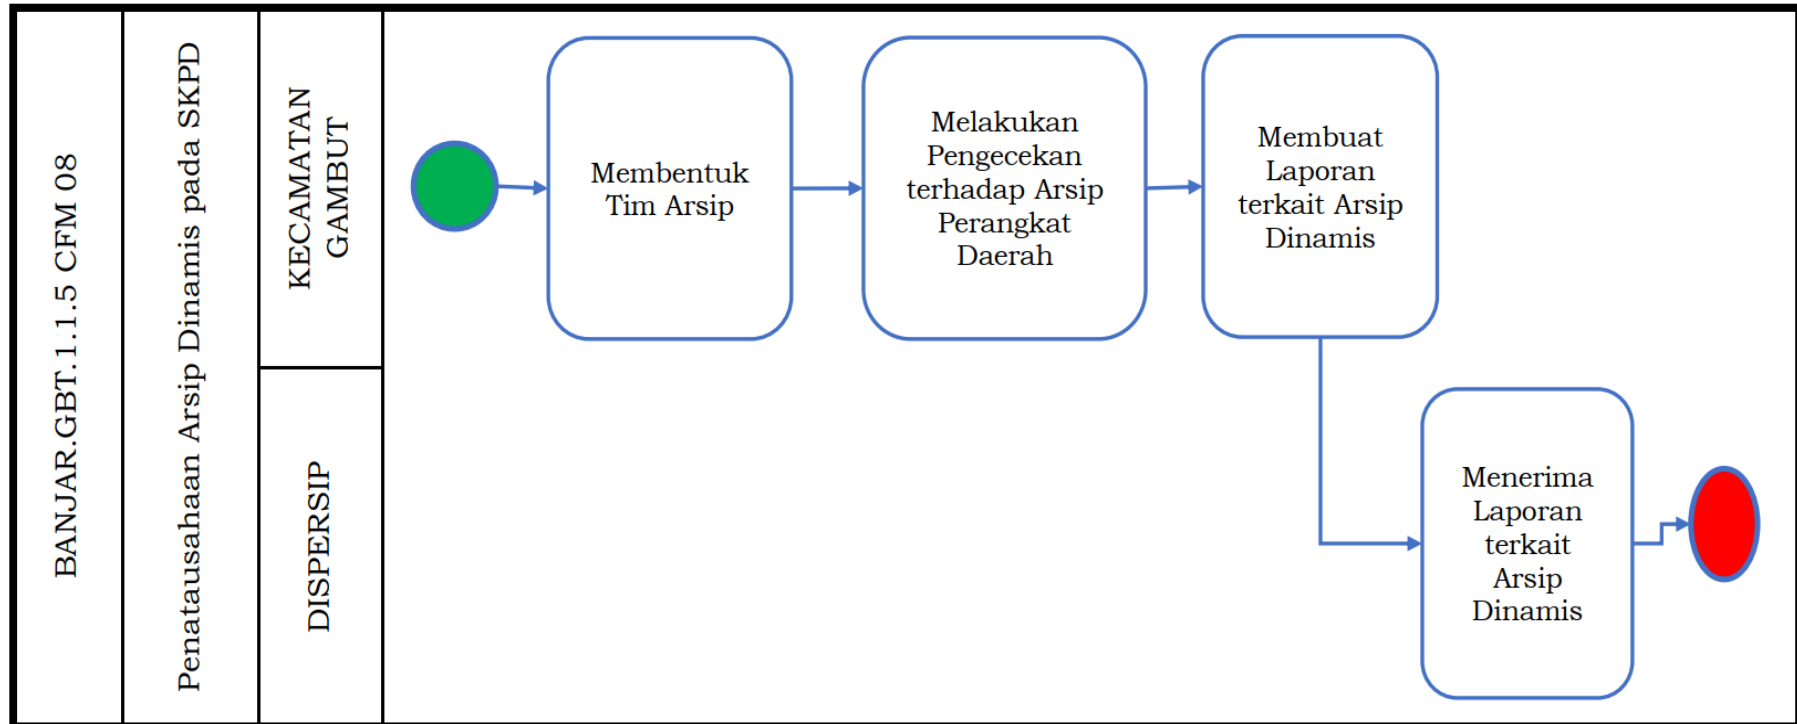 BANJAR.GBT.1.1.5 CFM 08
Penatausahaan Arsip Dinamis pada SKPD
KECAMATAN
GAMBUT
Membentuk
Tim Arsip
Melakukan
Pengecekan
terhadap Arsip
Perangkat
Daerah
Membuat
Laporan
terkait Arsip
Dinamis
DISPERSIP
Menerima
Laporan
terkait
Arsip
Dinamis